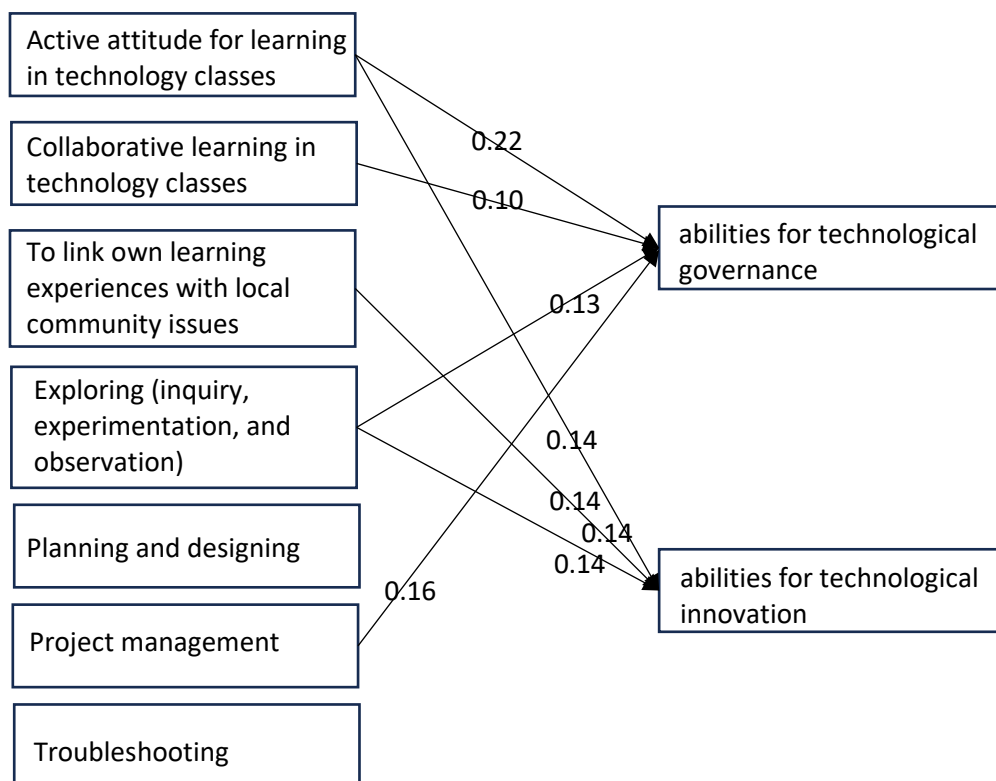 Active attitude for learning
in technology classes
Collaborative learning in
technology classes
To link own learning
experiences with local
community issues
Exploring (inquiry,
experimentation, and
observation)
Planning and designing
Project management
Troubleshooting
0.22
0.10
0.13
0.14
0.14
0.14
0.14
0.16
abilities for technological
governance
abilities for technological
innovation